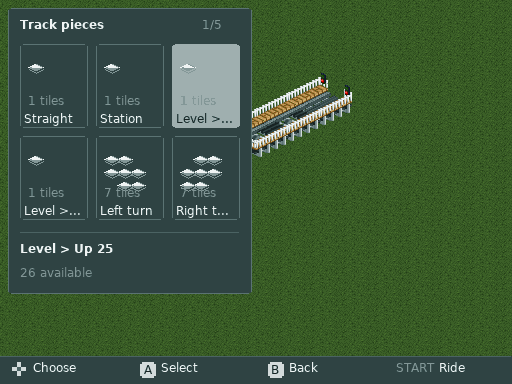 Track pieces 1/5
1 tiles 1 tiles 1 tiles
Straight Station Level >...
1 tiles 7 tiles 7 tiles
Level >... Left turn Right t...
Level > Up 25
26 available
Choose A Select B Back START Ride